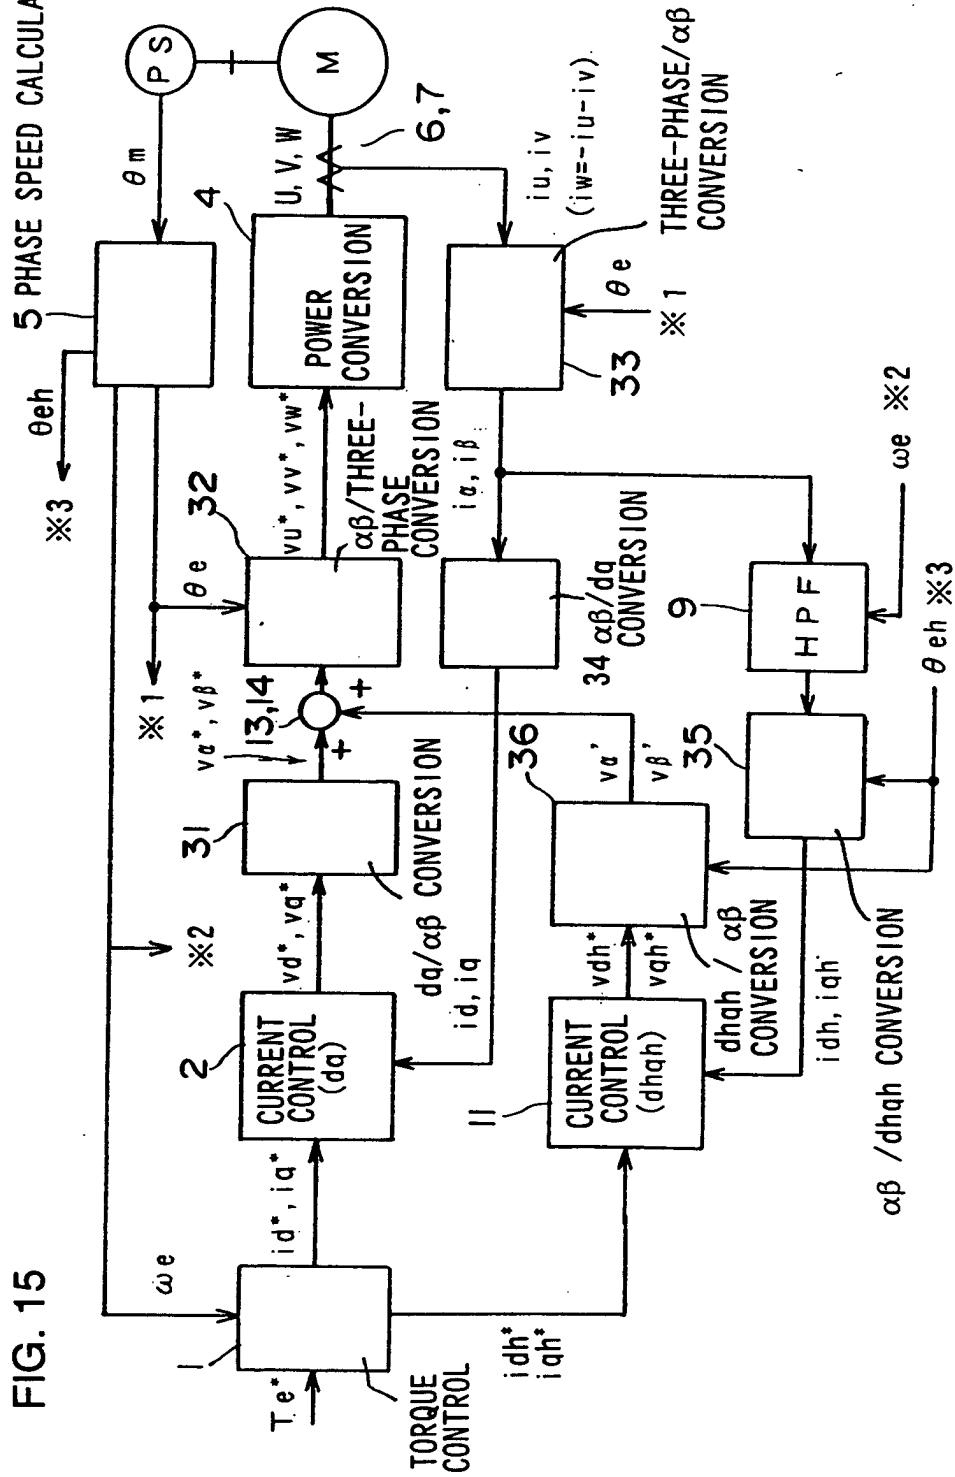 FIG. 15
Te*
1
TORQUE
CONTROL
ωe
id*, iq*
idh*
iqh*
2
CURRENT
CONTROL
(dq)
※2
vd*, vq*
31
dq/αβ CONVERSION
id, iq
vα*, vβ*
13,14
+
+
※1
θe
32
αβ/THREE-
PHASE
CONVERSION
vu*, vv*, vw*
※3
θeh
5 PHASE SPEED CALCULA
θm
PS
M
4
POWER
CONVERSION
U, V, W
6,7
iu, iv
(iw=-iu-iv)
THREE-PHASE/αβ
CONVERSION
33
θe
※1
iα, iβ
34 αβ/dq
CONVERSION
11
CURRENT
CONTROL
(dhqh)
vdh*
vqh*
36
dhqh / αβ
CONVERSION
vα'
vβ'
9
HPF
ωe ※2
35
θeh ※3
idh, iqh
αβ /dhqh CONVERSION